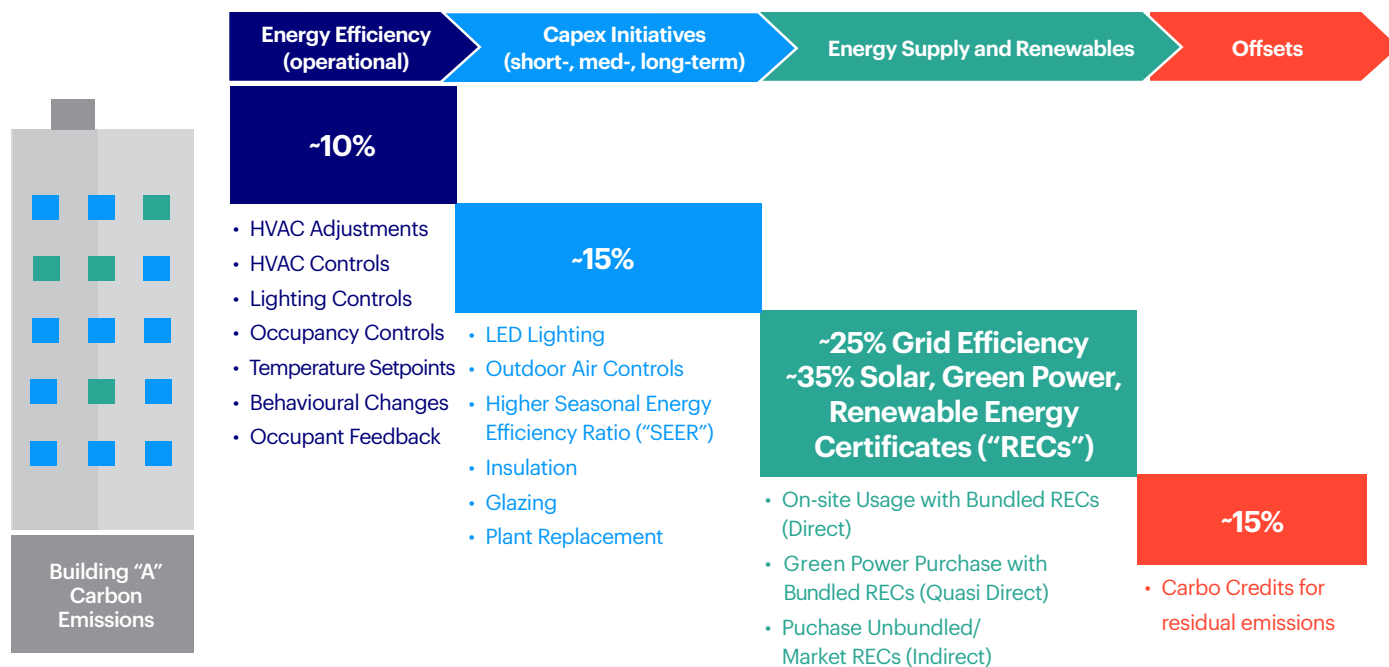 Energy Efficiency
(operational)
Capex Initiatives
(short-, med-, long-term)
Energy Supply and Renewables
Offsets
~10%
• HVAC Adjustments
• HVAC Controls
• Lighting Controls
• Occupancy Controls
• Temperature Setpoints
• Behavioural Changes
• Occupant Feedback
~15%
• LED Lighting
• Outdoor Air Controls
• Higher Seasonal Energy
Efficiency Ratio (“SEER”)
• Insulation
• Glazing
• Plant Replacement
~25% Grid Efficiency
~35% Solar, Green Power,
Renewable Energy
Certificates (“RECs”)
• On-site Usage with Bundled RECs
(Direct)
• Green Power Purchase with
Bundled RECs (Quasi Direct)
• Puchase Unbundled/
Market RECs (Indirect)
~15%
• Carbo Credits for
residual emissions
Building “A”
Carbon
Emissions